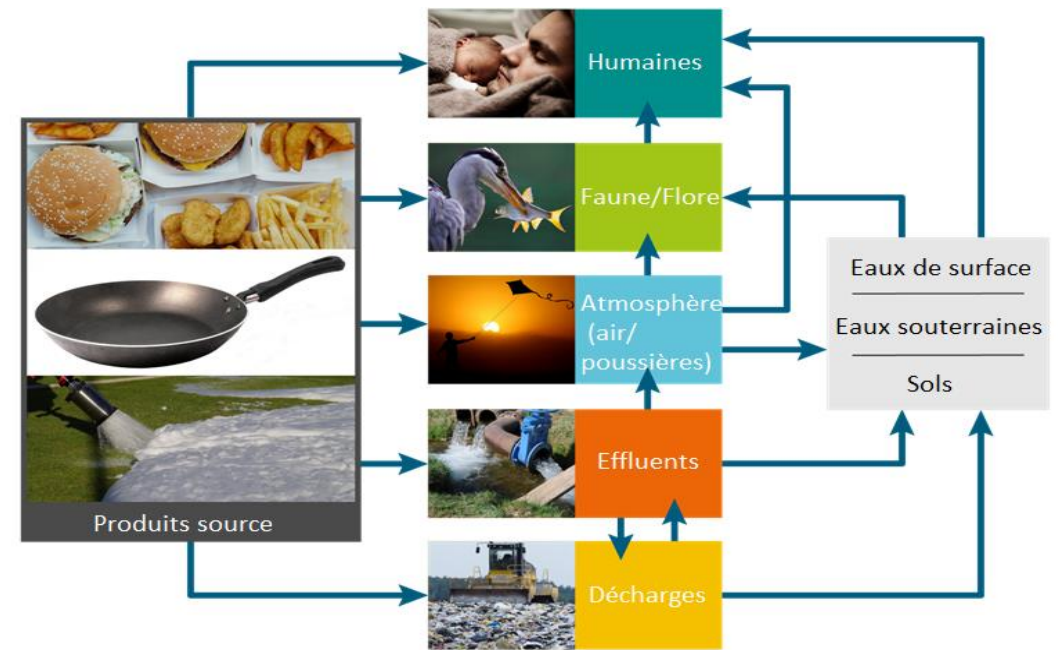 Humaines
Faune/Flore
Atmosphère
(air/
poussières)
Effluents
Décharges
Produits source
Eaux de surface
Eaux souterraines
Sols